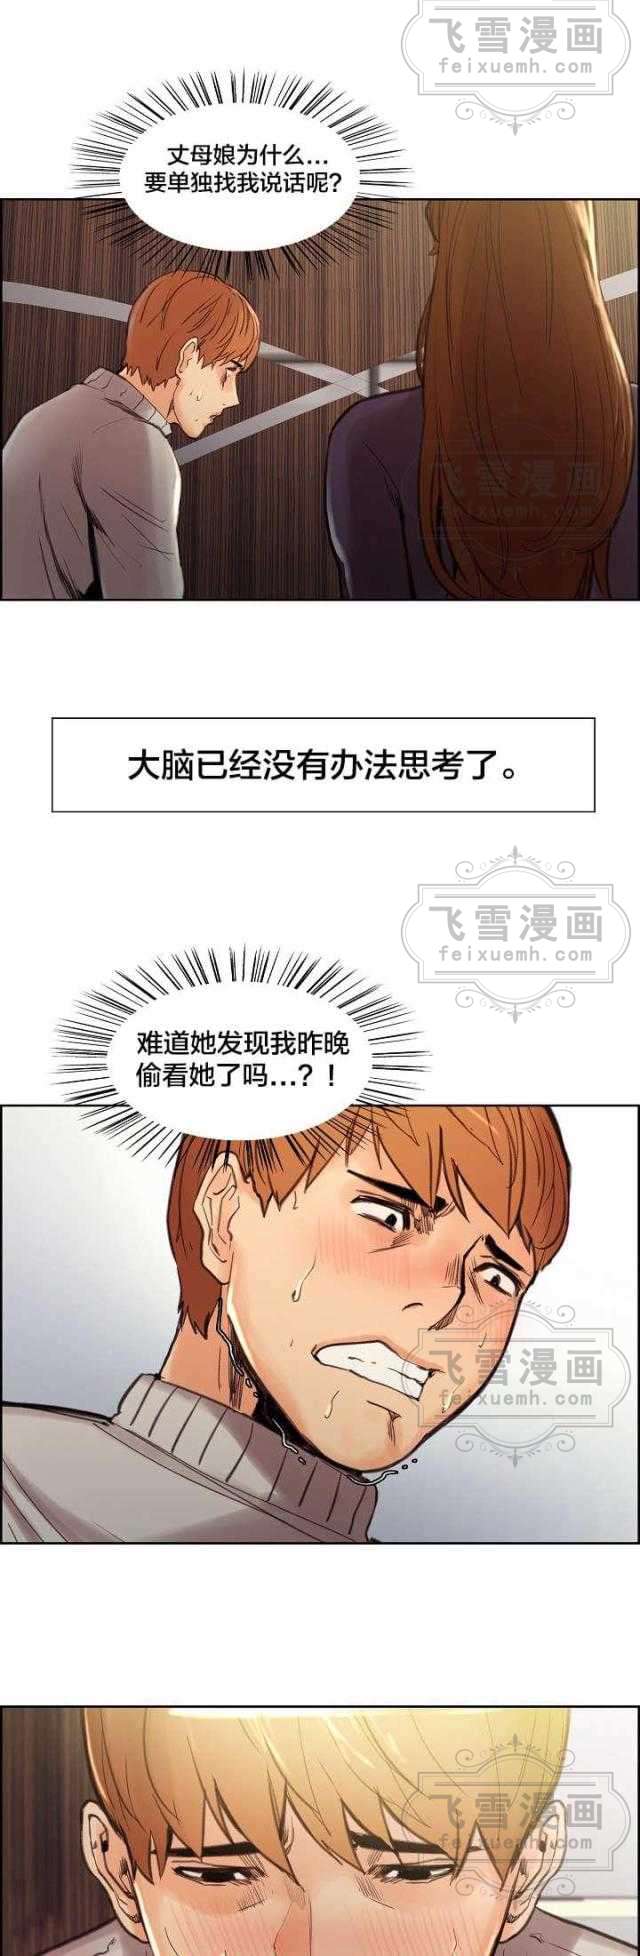 飞雪漫画
feixuemh.com
丈母娘为什么...
要单独找我说话呢?
飞雪漫画
feixuemh.com
大脑已经没有办法思考了。
飞雪漫画
feixuemh.com
难道她发现我昨晚
偷看她了吗...?!
飞雪漫画
feixuemh.com
飞雪漫画
feixuemh.com